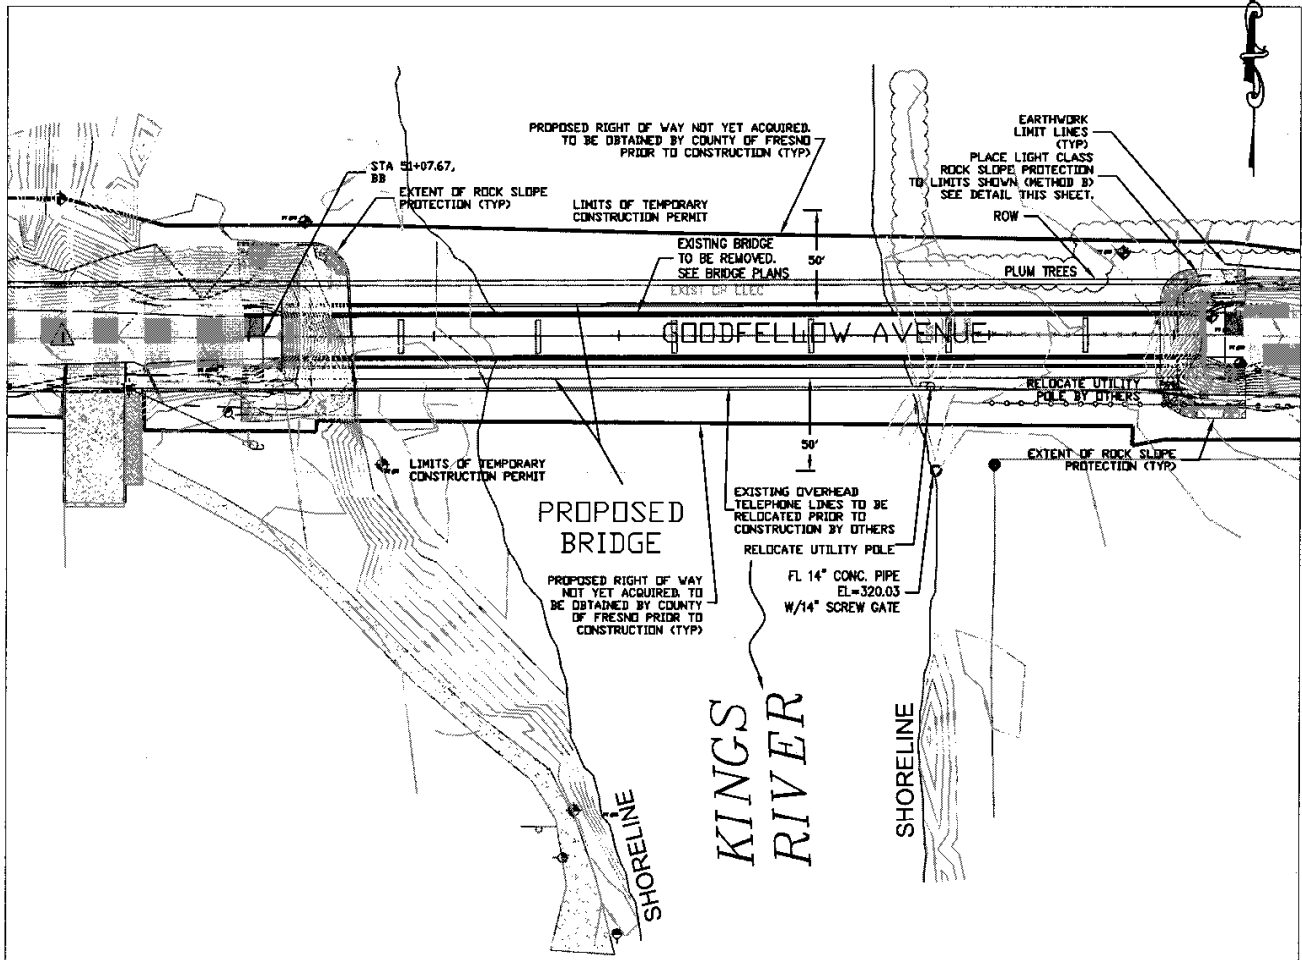 PROPOSED RIGHT OF WAY NOT YET ACQUIRED.
TO BE OBTAINED BY COUNTY OF FRESNO
PRIOR TO CONSTRUCTION (TYP)
EARTHWORK
LIMIT LINES
(TYP)
PLACE LIGHT CLASS
ROCK SLOPE PROTECTION
TO LIMITS SHOWN (METHOD B)
SEE DETAIL THIS SHEET.
STA 51+07.67,
BB
EXTENT OF ROCK SLOPE
PROTECTION (TYP)
LIMITS OF TEMPORARY
CONSTRUCTION PERMIT
ROW
EXISTING BRIDGE
TO BE REMOVED.
SEE BRIDGE PLANS
50'
PLUM TREES
EXIST OH ELEC
GOODFELLOW AVENUE
1
RELOCATE UTILITY
POLE BY OTHERS
50'
EXTENT OF ROCK SLOPE
PROTECTION (TYP)
LIMITS OF TEMPORARY
CONSTRUCTION PERMIT
PROPOSED
BRIDGE
EXISTING OVERHEAD
TELEPHONE LINES TO BE
RELOCATED PRIOR TO
CONSTRUCTION BY OTHERS
RELOCATE UTILITY POLE
FL 14" CONC. PIPE
EL=320.03
W/14" SCREW GATE
PROPOSED RIGHT OF WAY
NOT YET ACQUIRED. TO
BE OBTAINED BY COUNTY
OF FRESNO PRIOR TO
CONSTRUCTION (TYP)
KINGS
RIVER
SHORELINE
SHORELINE